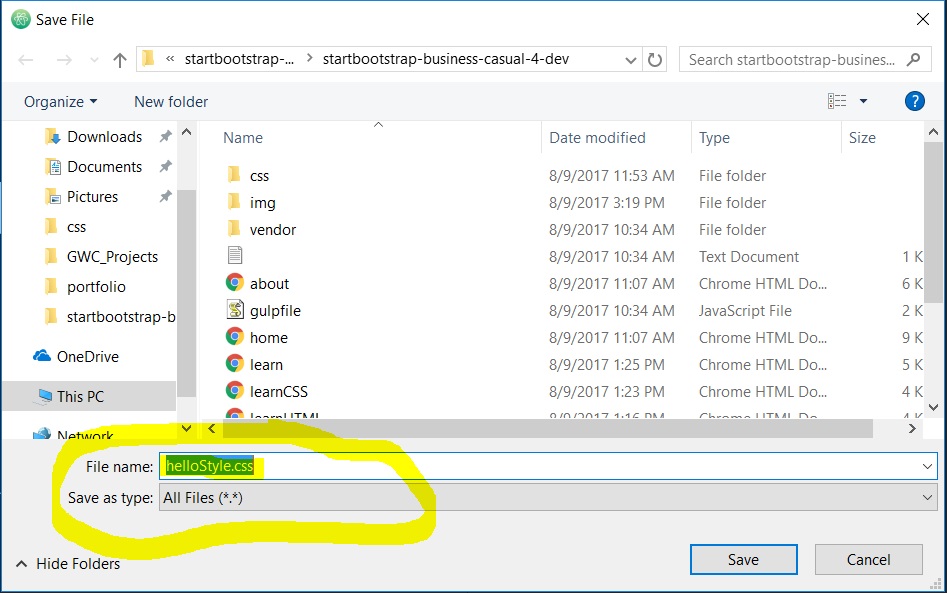 Save File
« startbootstrap-... > startbootstrap-business-casual-4-dev
Search startbootstrap-busines...
Organize New folder
?
Downloads
Documents
Pictures
css
GWC_Projects
portfolio
startbootstrap-b
OneDrive
This PC
Network
Name Date modified Type Size
css 8/9/2017 11:53 AM File folder
img 8/9/2017 3:19 PM File folder
vendor 8/9/2017 10:34 AM File folder
8/9/2017 10:34 AM Text Document 1 K
about 8/9/2017 11:07 AM Chrome HTML Do... 6 K
gulpfile 8/9/2017 10:34 AM JavaScript File 2 K
home 8/9/2017 11:07 AM Chrome HTML Do... 9 K
learn 8/9/2017 1:25 PM Chrome HTML Do... 5 K
learnCSS 8/9/2017 1:23 PM Chrome HTML Do... 4 K
learnHTML 8/9/2017 1:16 PM Chrome HTML Do... 4 K
File name: helloStyle.css
Save as type: All Files (*.*)
Hide Folders
Save Cancel